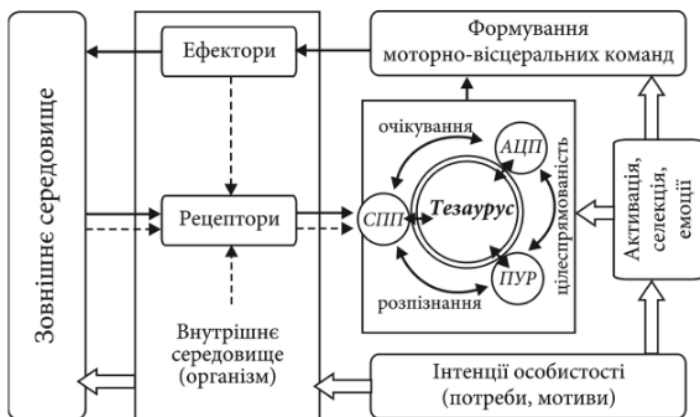 Зовнішнє середовище
Ефектори
Рецептори
Внутрішнє
середовище
(організм)
Формування
моторно-вісцеральних команд
очікування
АЦП
СПП
Тезаурус
ПУР
розпізнання
цілеспрямованість
Активація,
селекція,
емоції
Інтенції особистості
(потреби, мотиви)